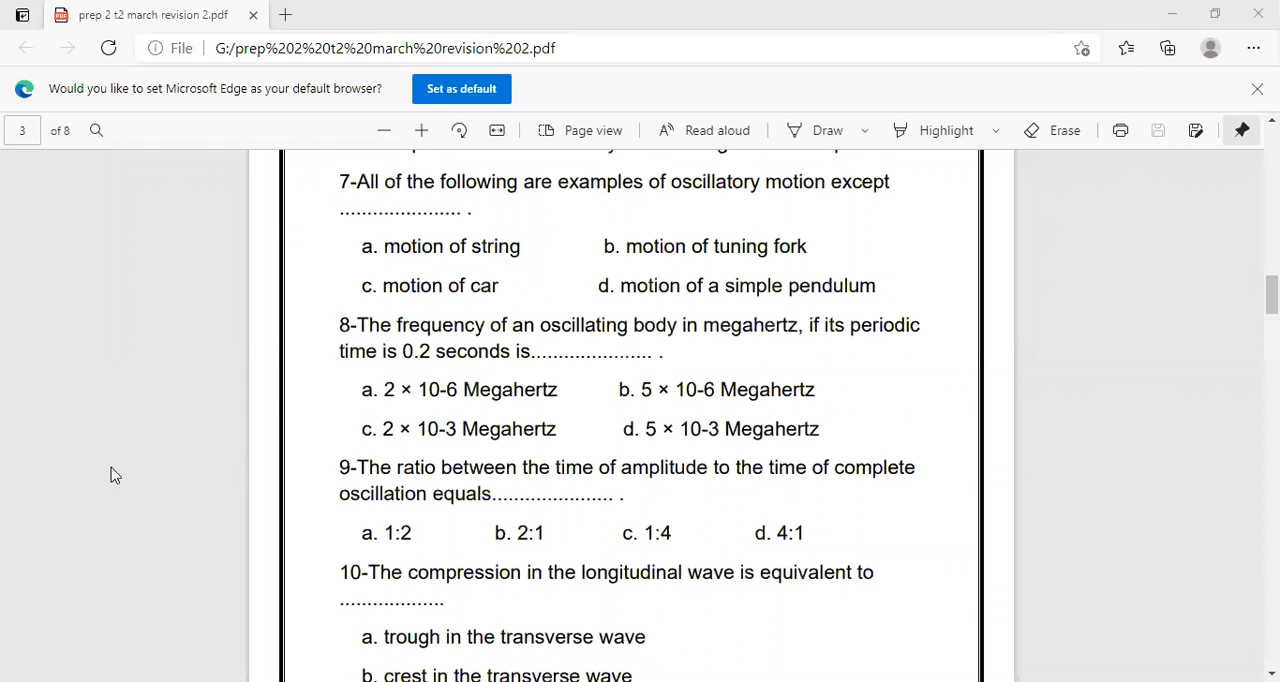 prep 2 t2 march revision 2.pdf
File
G:/prep%202%20t2%20march%20revision%202.pdf
Would you like to set Microsoft Edge as your default browser?
Set as default
3 of 8
Page view
Read aloud
Draw
Highlight
Erase
7-All of the following are examples of oscillatory motion except
...................... .
a. motion of string b. motion of tuning fork
c. motion of car d. motion of a simple pendulum
8-The frequency of an oscillating body in megahertz, if its periodic
time is 0.2 seconds is...................... .
a. 2 × 10-6 Megahertz b. 5 × 10-6 Megahertz
c. 2 × 10-3 Megahertz d. 5 × 10-3 Megahertz
9-The ratio between the time of amplitude to the time of complete
oscillation equals...................... .
a. 1:2 b. 2:1 c. 1:4 d. 4:1
10-The compression in the longitudinal wave is equivalent to
...................
a. trough in the transverse wave
b. crest in the transverse wave